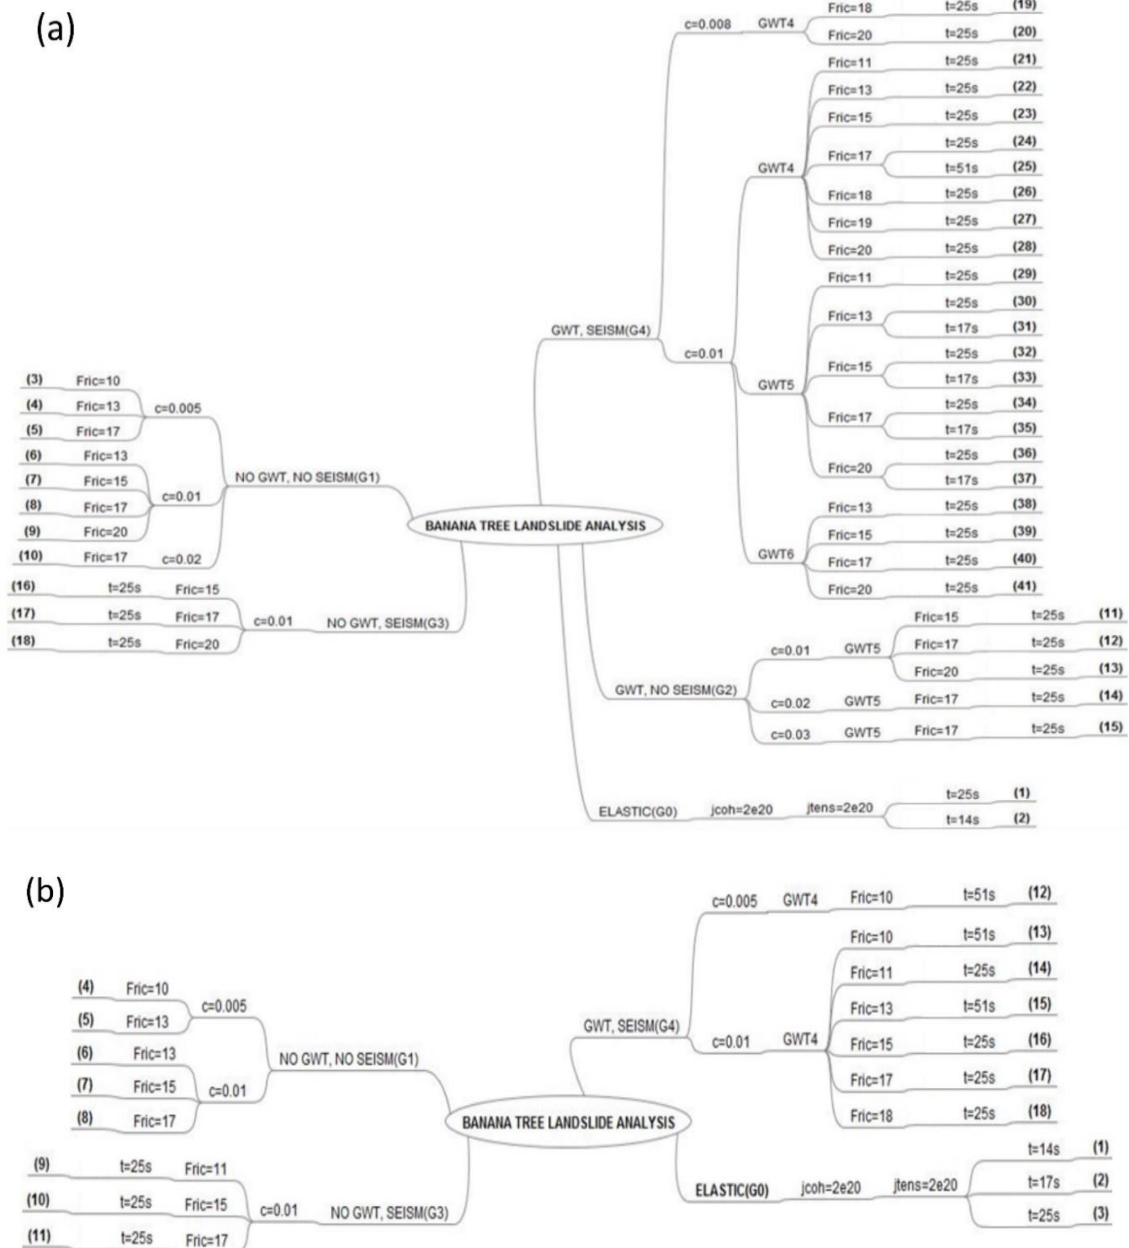 (a)
c=0.008 GWT4 Fric=18 t=25s (19)
Fric=20 t=25s (20)
c=0.01 GWT4 Fric=11 t=25s (21)
Fric=13 t=25s (22)
Fric=15 t=25s (23)
Fric=17 t=25s (24)
t=51s (25)
Fric=18 t=25s (26)
Fric=19 t=25s (27)
Fric=20 t=25s (28)
GWT, SEISM(G4)
GWT5 Fric=11 t=25s (29)
Fric=13 t=25s (30)
t=17s (31)
Fric=15 t=25s (32)
t=17s (33)
Fric=17 t=25s (34)
t=17s (35)
Fric=20 t=25s (36)
t=17s (37)
GWT6 Fric=13 t=25s (38)
Fric=15 t=25s (39)
Fric=17 t=25s (40)
Fric=20 t=25s (41)
(3) Fric=10
(4) Fric=13 c=0.005
(5) Fric=17
(6) Fric=13
(7) Fric=15 NO GWT, NO SEISM(G1)
(8) Fric=17 c=0.01
(9) Fric=20
(10) Fric=17 c=0.02
BANANA TREE LANDSLIDE ANALYSIS
(16) t=25s Fric=15
(17) t=25s Fric=17 c=0.01 NO GWT, SEISM(G3)
(18) t=25s Fric=20
Fric=15 t=25s (11)
c=0.01 GWT5 Fric=17 t=25s (12)
Fric=20 t=25s (13)
GWT, NO SEISM(G2)
c=0.02 GWT5 Fric=17 t=25s (14)
c=0.03 GWT5 Fric=17 t=25s (15)
t=25s (1)
ELASTIC(G0) jcoh=2e20 jtens=2e20
t=14s (2)
(b)
c=0.005 GWT4 Fric=10 t=51s (12)
Fric=10 t=51s (13)
Fric=11 t=25s (14)
Fric=13 t=51s (15)
GWT, SEISM(G4)
c=0.01 GWT4 Fric=15 t=25s (16)
Fric=17 t=25s (17)
Fric=18 t=25s (18)
(4) Fric=10
c=0.005
(5) Fric=13
(6) Fric=13
NO GWT, NO SEISM(G1)
(7) Fric=15 c=0.01
(8) Fric=17
BANANA TREE LANDSLIDE ANALYSIS
(9) t=25s Fric=11
(10) t=25s Fric=15 c=0.01 NO GWT, SEISM(G3)
(11) t=25s Fric=17
t=14s (1)
ELASTIC(G0) jcoh=2e20 jtens=2e20 t=17s (2)
t=25s (3)